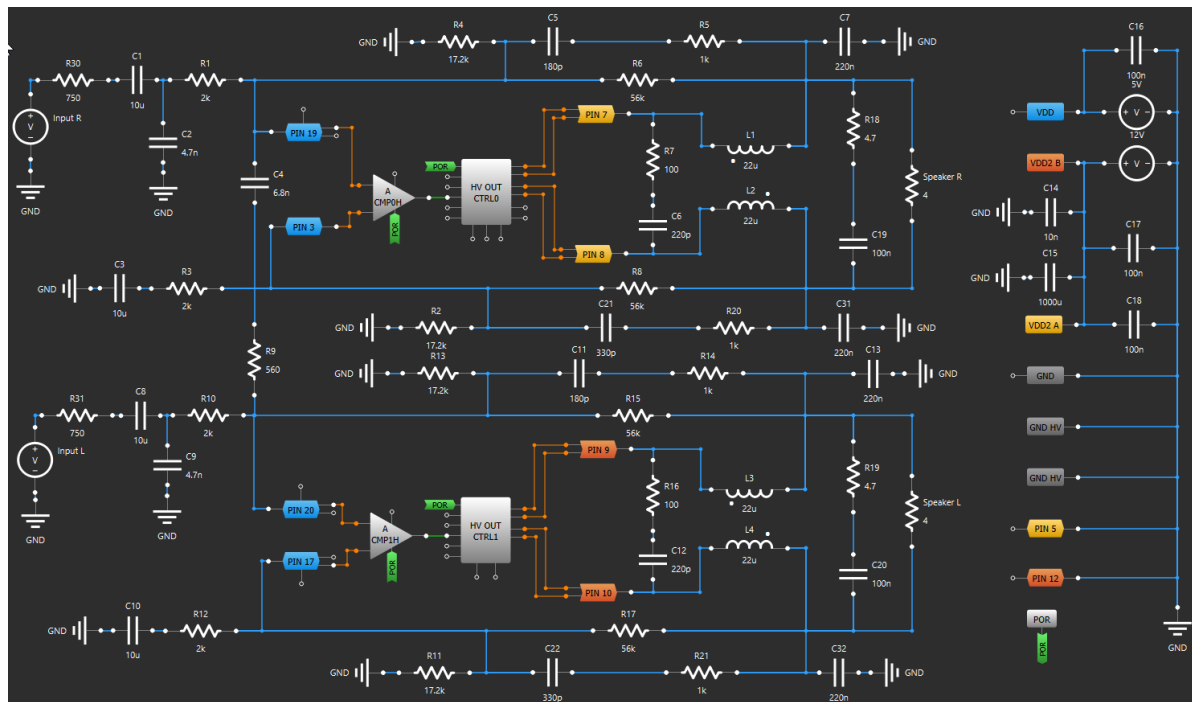 R4
C5
R5
C7
C16
GND
17.2k
180p
1k
220n
GND
100n
5V
R30
C1
R1
R6
750
10u
2k
56k
Input R
V
C2
4.7n
GND
GND
PIN 19
PIN 7
R18
4.7
VDD
V
12V
L1
22u
R7
100
POR
HV OUT
CTRL0
A
CMP0H
POR
C4
6.8n
L2
22u
Speaker R
4
VDD2 B
V
C14
GND
10n
PIN 3
C6
220p
PIN 8
C19
100n
C17
100n
C15
GND
1000u
GND
C3
10u
R3
2k
R8
56k
R2
C21
R20
C31
GND
17.2k
330p
1k
220n
GND
VDD2 A
C18
100n
R9
560
R13
C11
R14
C13
GND
17.2k
180p
1k
220n
GND
GND
R31
C8
R10
R15
750
10u
2k
56k
Input L
V
C9
4.7n
GND
GND
GND HV
PIN 9
R19
4.7
GND HV
L3
22u
R16
100
POR
HV OUT
CTRL1
PIN 20
A
CMP1H
POR
PIN 17
L4
22u
Speaker L
4
PIN 5
C12
220p
PIN 10
C20
100n
PIN 12
GND
C10
10u
R12
2k
R17
56k
POR
POR
GND
R11
C22
R21
C32
GND
17.2k
330p
1k
220n
GND